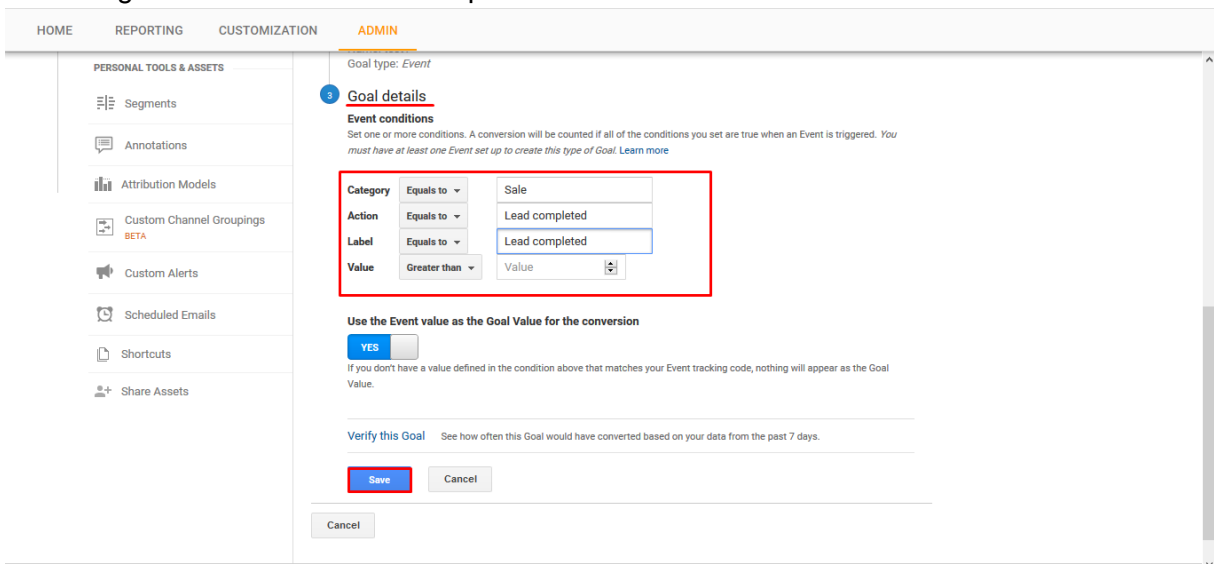 HOME REPORTING CUSTOMIZATION ADMIN
PERSONAL TOOLS & ASSETS
Segments
Annotations
Attribution Models
Custom Channel Groupings
BETA
Custom Alerts
Scheduled Emails
Shortcuts
Share Assets
Goal type: Event
3 Goal details
Event conditions
Set one or more conditions. A conversion will be counted if all of the conditions you set are true when an Event is triggered. You
must have at least one Event set up to create this type of Goal. Learn more
Category Equals to Sale
Action Equals to Lead completed
Label Equals to Lead completed
Value Greater than Value
Use the Event value as the Goal Value for the conversion
YES
If you don't have a value defined in the condition above that matches your Event tracking code, nothing will appear as the Goal
Value.
Verify this Goal See how often this Goal would have converted based on your data from the past 7 days.
Save Cancel
Cancel